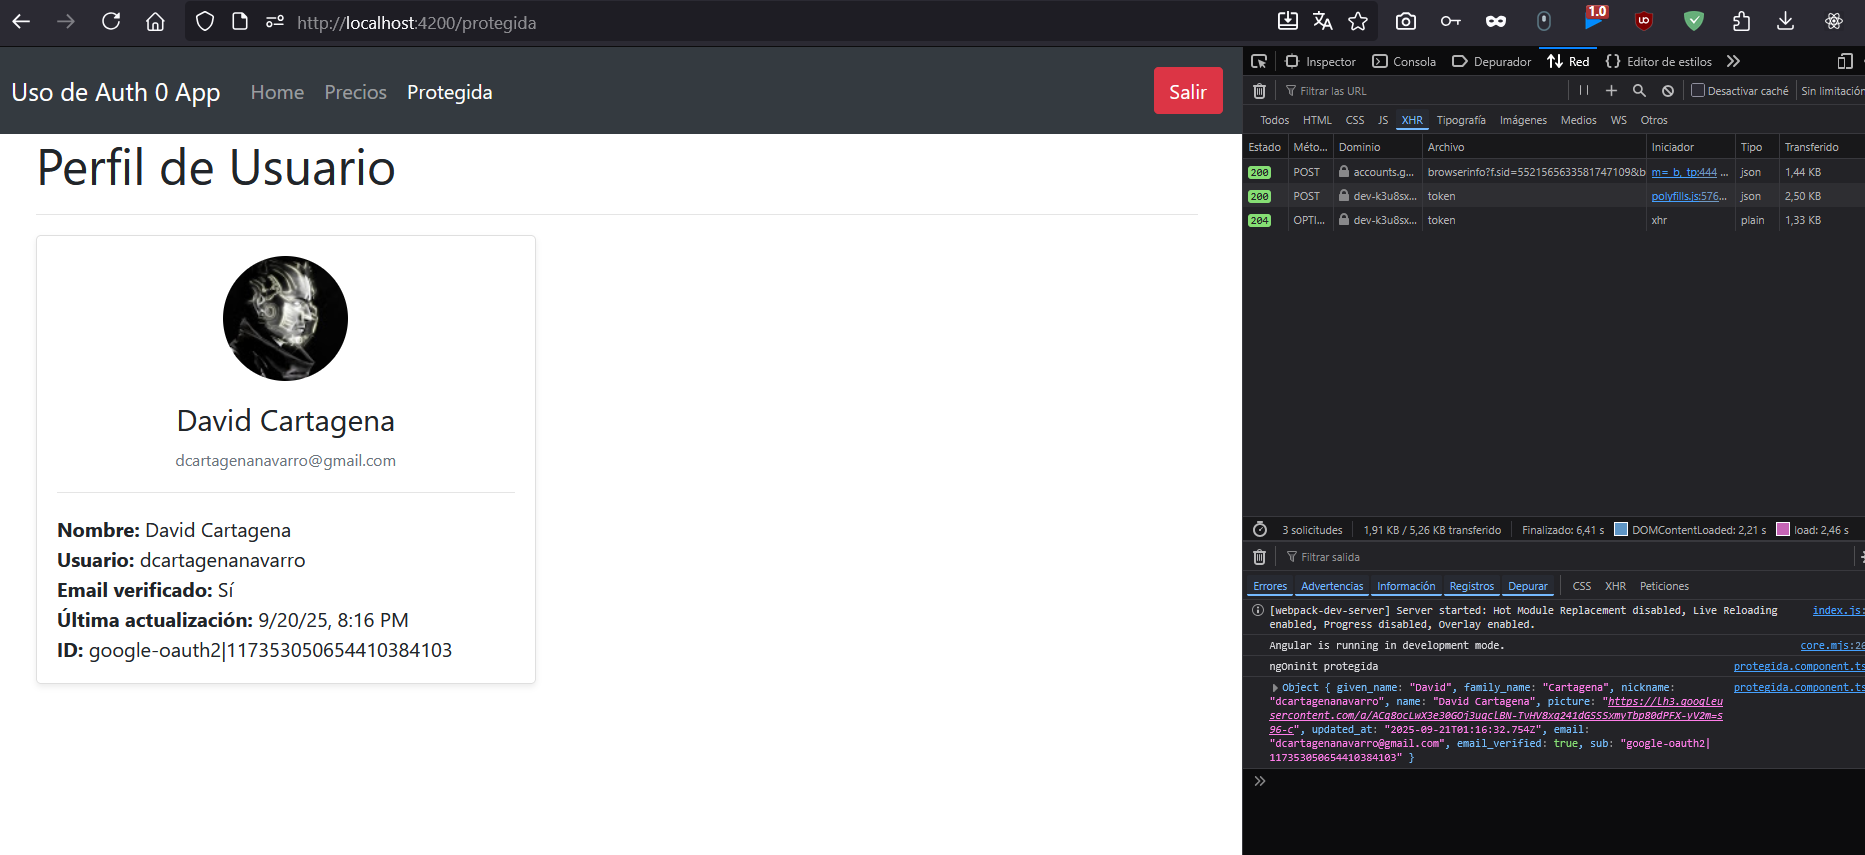 http://localhost:4200/protegida
1.0
Uso de Auth 0 App Home Precios Protegida Salir
Perfil de Usuario
David Cartagena
dcartagenanavarro@gmail.com
Nombre: David Cartagena
Usuario: dcartagenanavarro
Email verificado: Sí
Última actualización: 9/20/25, 8:16 PM
ID: google-oauth2|117353050654410384103
Inspector Consola Depurador Red Editor de estilos
Filtrar las URL Desactivar caché Sin limitación
Todos HTML CSS JS XHR Tipografía Imágenes Medios WS Otros
Estado Méto... Dominio Archivo Iniciador Tipo Transferido
200 POST accounts.g... browserinfo?f.sid=5521565633581747109&b m=_b,_tp:444 ... json 1,44 KB
200 POST dev-k3u8sx... token polyfills.js:576... json 2,50 KB
204 OPTI... dev-k3u8sx... token xhr plain 1,33 KB
3 solicitudes 1,91 KB / 5,26 KB transferido Finalizado: 6,41 s DOMContentLoaded: 2,21 s load: 2,46 s
Filtrar salida
Errores Advertencias Información Registros Depurar CSS XHR Peticiones
[webpack-dev-server] Server started: Hot Module Replacement disabled, Live Reloading index.js:
enabled, Progress disabled, Overlay enabled.
Angular is running in development mode. core.mjs:26
ngOninit protegida protegida.component.ts
Object { given_name: "David", family_name: "Cartagena", nickname: protegida.component.ts
"dcartagenanavarro", name: "David Cartagena", picture: "https://lh3.googleu
96-c", updated_at: "2025-09-21T01:16:32.754Z", email:
"dcartagenanavarro@gmail.com", email_verified: true, sub: "google-oauth2|
117353050654410384103" }